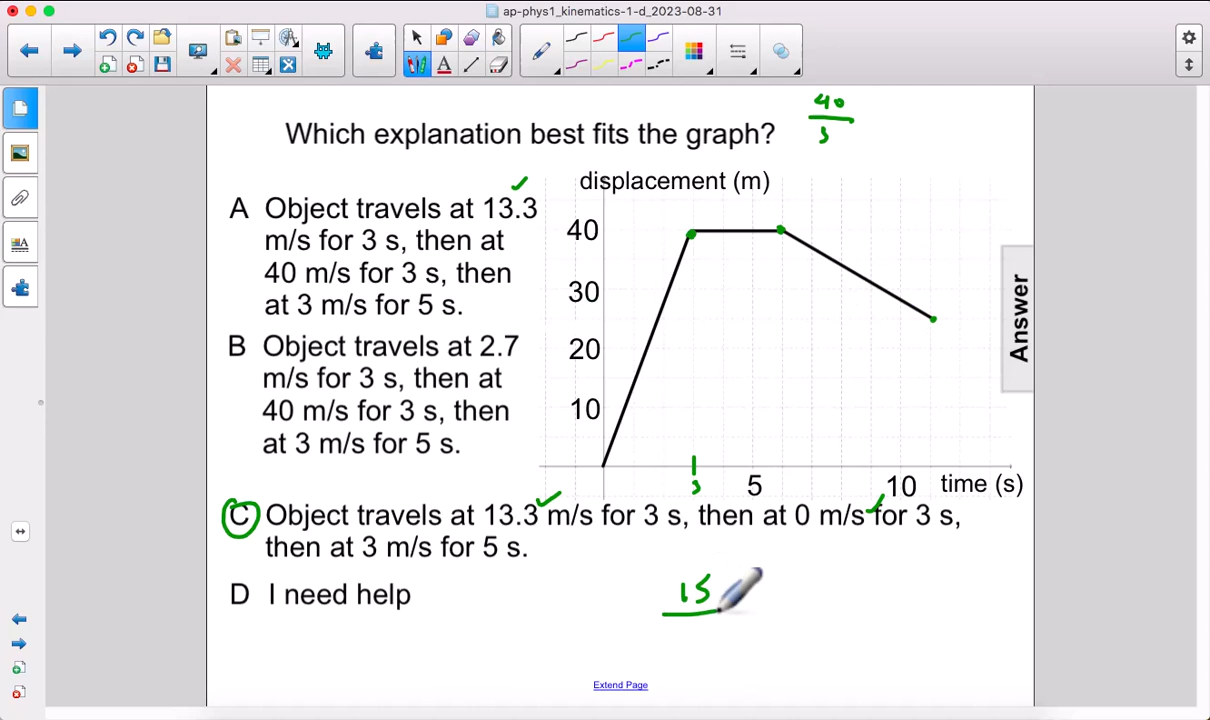 ap-phys1_kinematics-1-d_2023-08-31
40
3
Which explanation best fits the graph?
displacement (m)
A Object travels at 13.3
m/s for 3 s, then at
40 m/s for 3 s, then
at 3 m/s for 5 s.
B Object travels at 2.7
m/s for 3 s, then at
40 m/s for 3 s, then
at 3 m/s for 5 s.
40
30
20
10
Answer
3
5
10
time (s)
C Object travels at 13.3 m/s for 3 s, then at 0 m/s for 3 s,
then at 3 m/s for 5 s.
D I need help
15
Extend Page